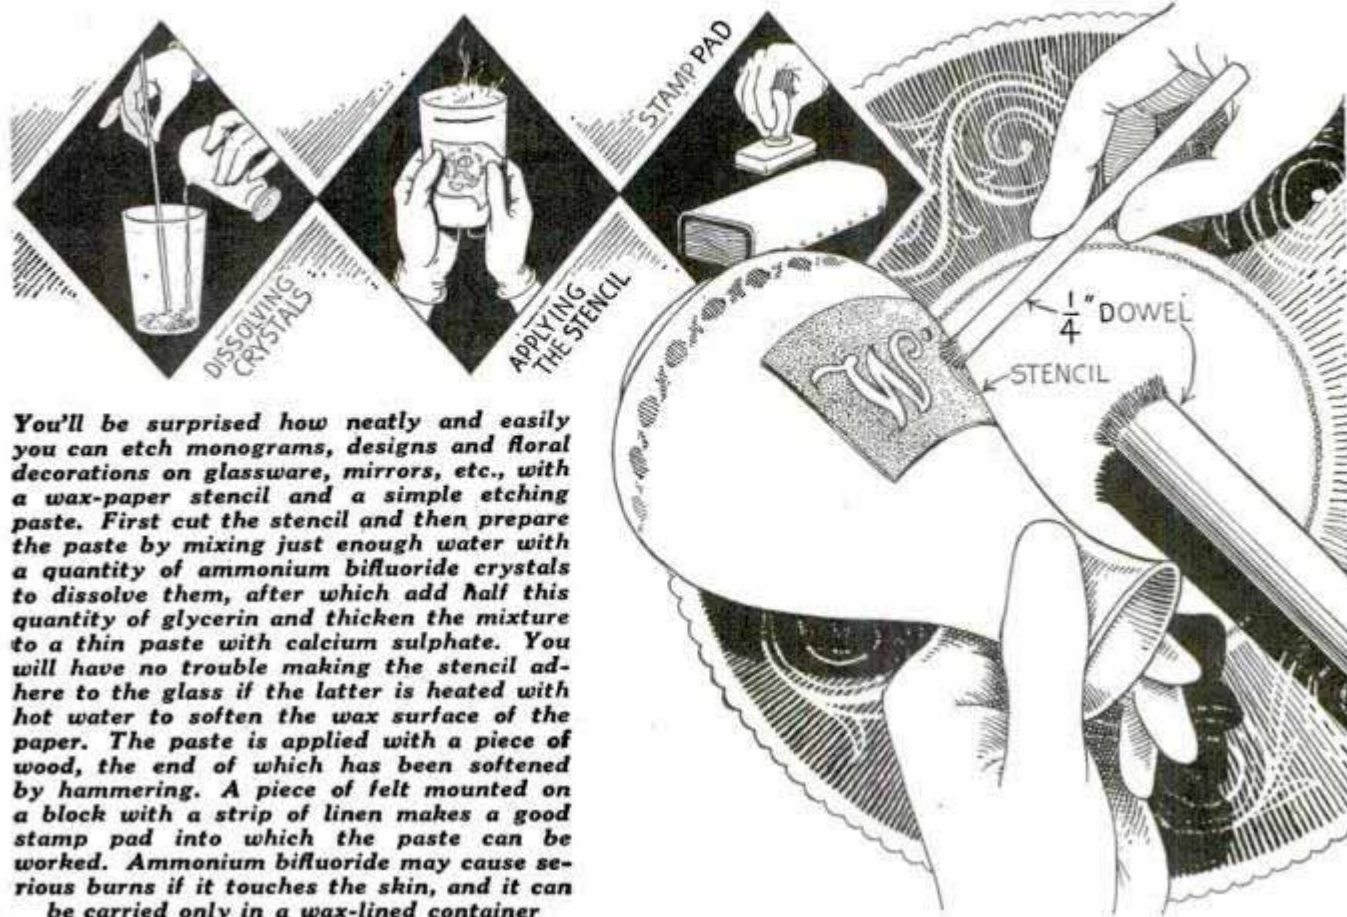 DISSOLVING
CRYSTALS
APPLYING
THE STENCIL
STAMP PAD
1/4" DOWEL
STENCIL
W
You'll be surprised how neatly and easily
you can etch monograms, designs and floral
decorations on glassware, mirrors, etc., with
a wax-paper stencil and a simple etching
paste. First cut the stencil and then prepare
the paste by mixing just enough water with
a quantity of ammonium bifluoride crystals
to dissolve them, after which add half this
quantity of glycerin and thicken the mixture
to a thin paste with calcium sulphate. You
will have no trouble making the stencil ad-
here to the glass if the latter is heated with
hot water to soften the wax surface of the
paper. The paste is applied with a piece of
wood, the end of which has been softened
by hammering. A piece of felt mounted on
a block with a strip of linen makes a good
stamp pad into which the paste can be
worked. Ammonium bifluoride may cause se-
rious burns if it touches the skin, and it can
be carried only in a wax-lined container